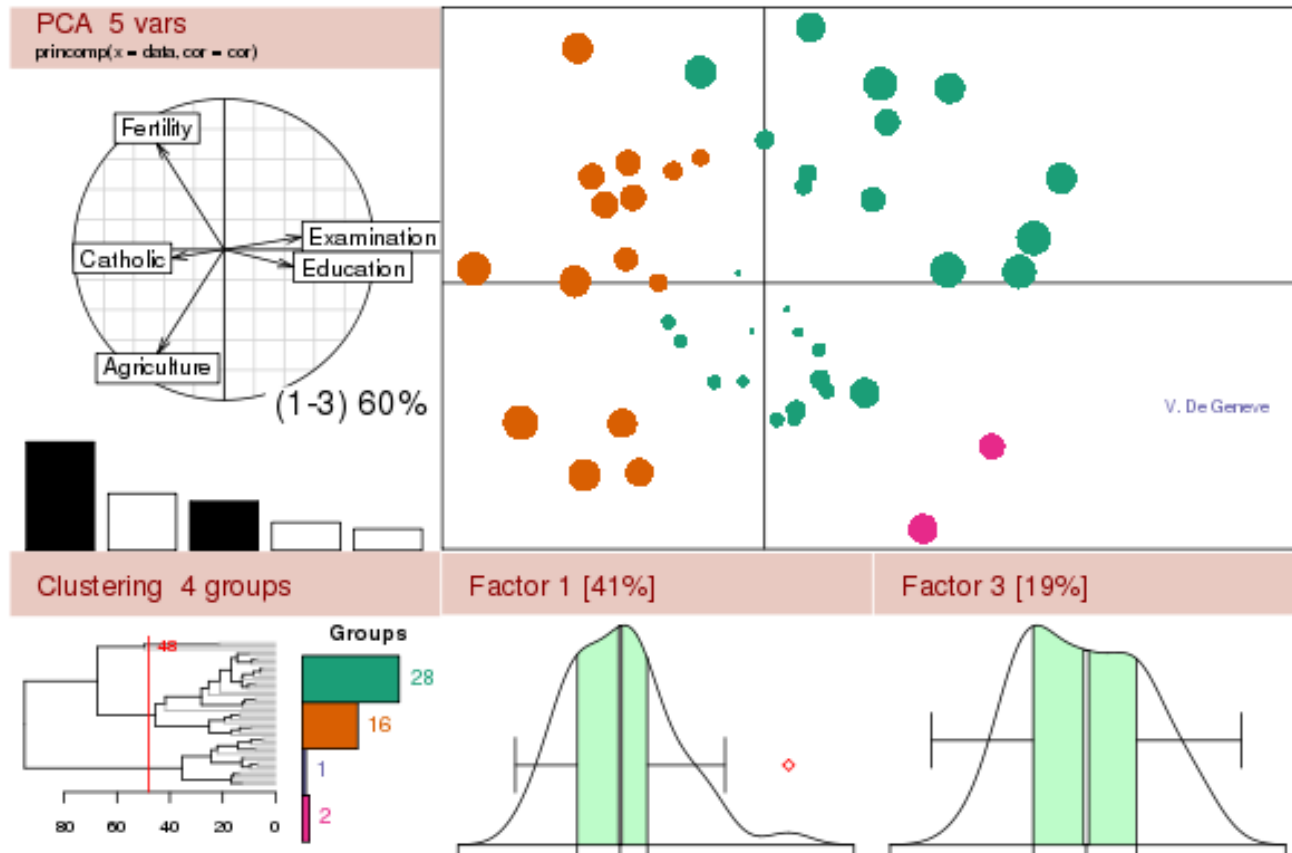 PCA 5 vars
princomp(x = data, cor = cor)
Fertility
Examination
Catholic
Education
Agriculture
(1-3) 60%
V. De Geneve
Clustering 4 groups
Factor 1 [41%]
Factor 3 [19%]
48
Groups
28
16
1
2
80 60 40 20 0